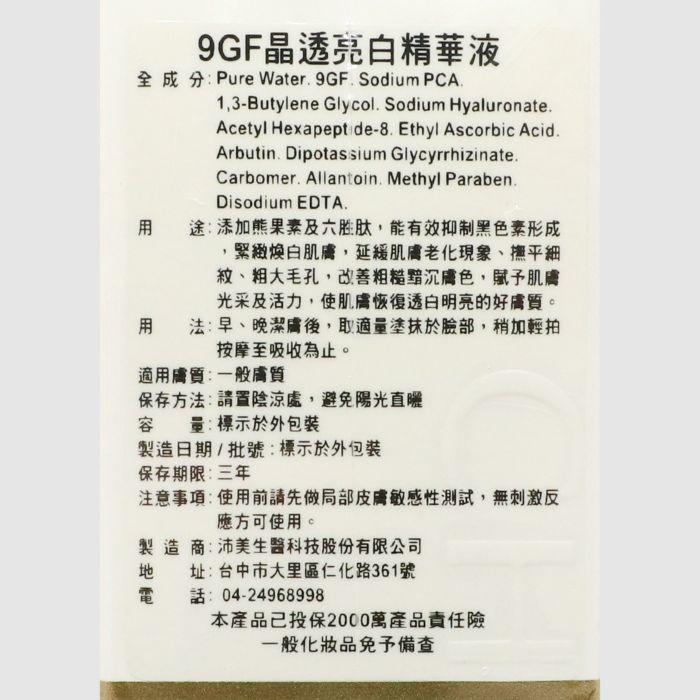 9GF晶透亮白精華液
全成分: Pure Water. 9GF. Sodium PCA.
1,3-Butylene Glycol. Sodium Hyaluronate.
Acetyl Hexapeptide-8. Ethyl Ascorbic Acid.
Arbutin. Dipotassium Glycyrrhizinate.
Carbomer. Allantoin. Methyl Paraben.
Disodium EDTA.
用途: 添加熊果素及六胜肽，能有效抑制黑色素形成
，緊緻煥白肌膚，延緩肌膚老化現象、撫平細
紋、粗大毛孔，改善粗糙黯沉膚色，賦予肌膚
光采及活力，使肌膚恢復透白明亮的好膚質。
用法: 早、晚潔膚後，取適量塗抹於臉部，稍加輕拍
按摩至吸收為止。
適用膚質: 一般膚質
保存方法: 請置陰涼處，避免陽光直曬
容量: 標示於外包裝
製造日期/批號: 標示於外包裝
保存期限: 三年
注意事項: 使用前請先做局部皮膚敏感性測試，無刺激反
應方可使用。
製造商: 沛美生醫科技股份有限公司
地址: 台中市大里區仁化路361號
電話: 04-24968998
本產品已投保2000萬產品責任險
一般化妝品免予備查